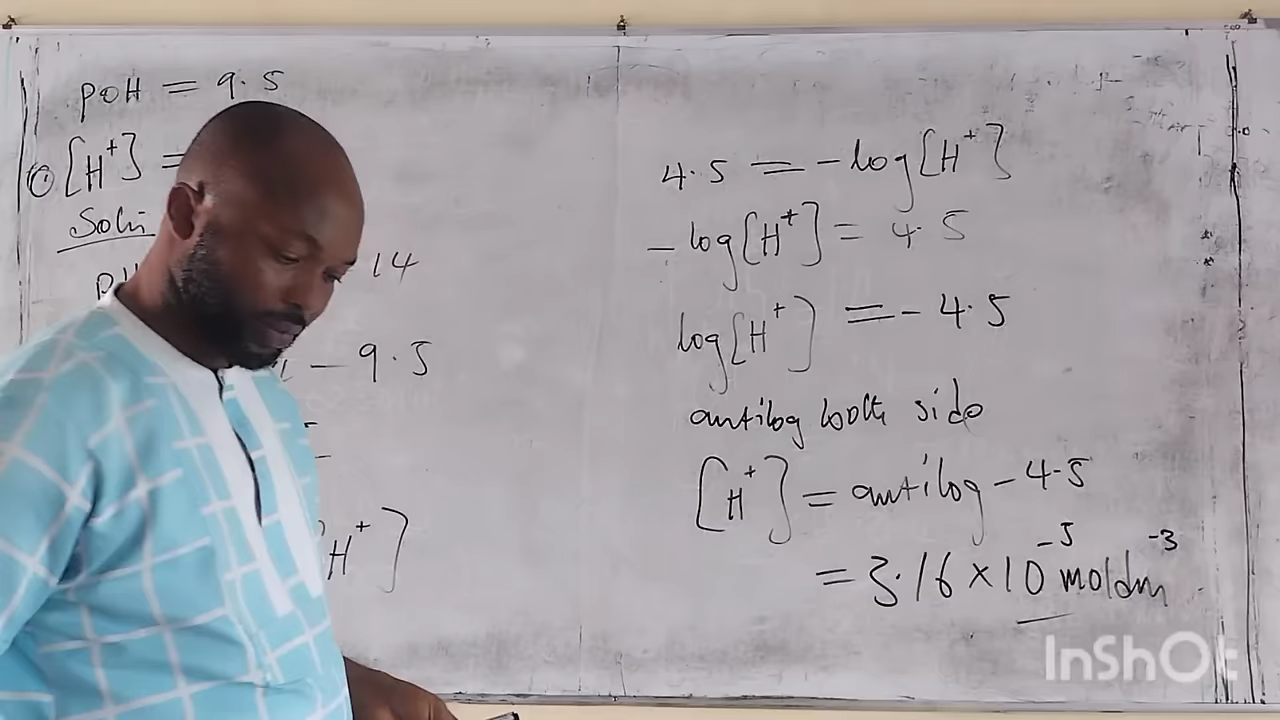 POH = 9.5
[H⁺] =
Soln
PH
14
- 9.5
H⁺]
4.5 = -log[H⁺]
-log[H⁺] = 4.5
log[H⁺] = - 4.5
antilog both side
[H⁺] = antilog - 4.5
= 3.16 × 10⁻⁵ moldm⁻³
InShOt